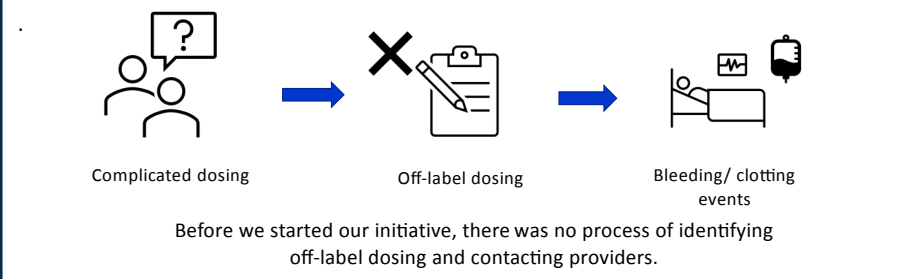 ?
Complicated dosing
Off-label dosing
Bleeding/ clotting
events
Before we started our initiative, there was no process of identifying
off-label dosing and contacting providers.